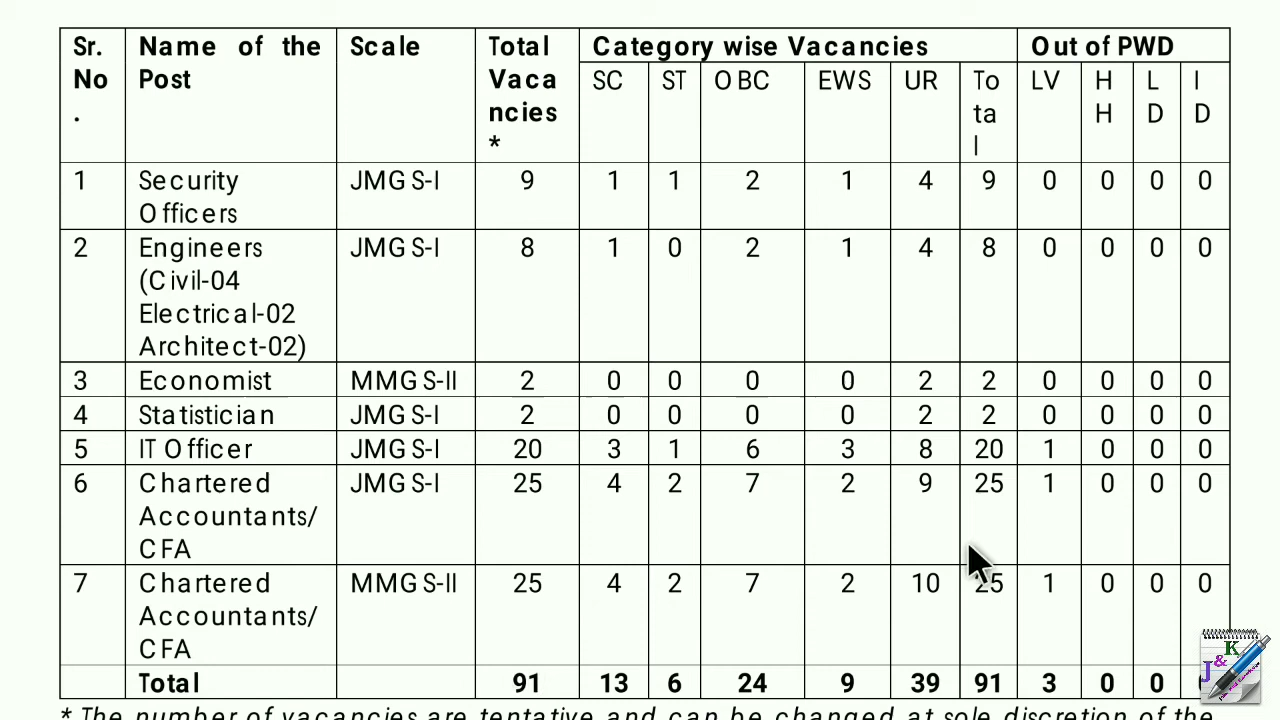 Sr. No . Name of the Post Scale Total Vaca ncies * Category wise Vacancies Out of PWD
SC ST OBC EWS UR To ta l LV H H L D I D
1 Security Officers JMGS-I 9 1 1 2 1 4 9 0 0 0 0
2 Engineers (Civil-04 Electrical-02 Architect-02) JMGS-I 8 1 0 2 1 4 8 0 0 0 0
3 Economist MMGS-II 2 0 0 0 0 2 2 0 0 0 0
4 Statistician JMGS-I 2 0 0 0 0 2 2 0 0 0 0
5 IT Officer JMGS-I 20 3 1 6 3 8 20 1 0 0 0
6 Chartered Accountants/ CFA JMGS-I 25 4 2 7 2 9 25 1 0 0 0
7 Chartered Accountants/ CFA MMGS-II 25 4 2 7 2 10 25 1 0 0 0
Total 91 13 6 24 9 39 91 3 0 0
* The number of vacancies are tentative and can be changed at sole discretion of the
J&K